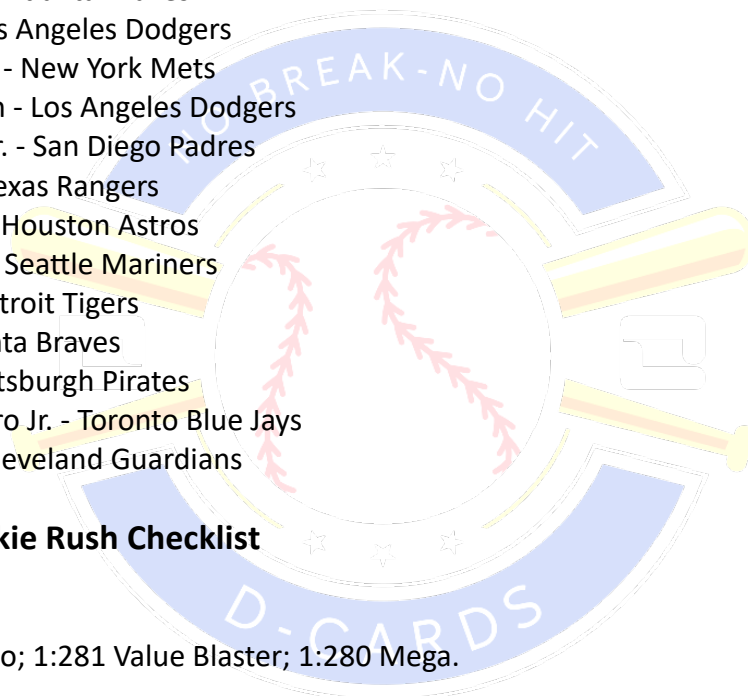 s Angeles Dodgers
- New York Mets
- Los Angeles Dodgers
r. - San Diego Padres
exas Rangers
Houston Astros
Seattle Mariners
troit Tigers
ta Braves
tsburgh Pirates
ro Jr. - Toronto Blue Jays
leveland Guardians
kie Rush Checklist
o; 1:281 Value Blaster; 1:280 Mega.
NO BREAK-NO HIT
D-CARDS